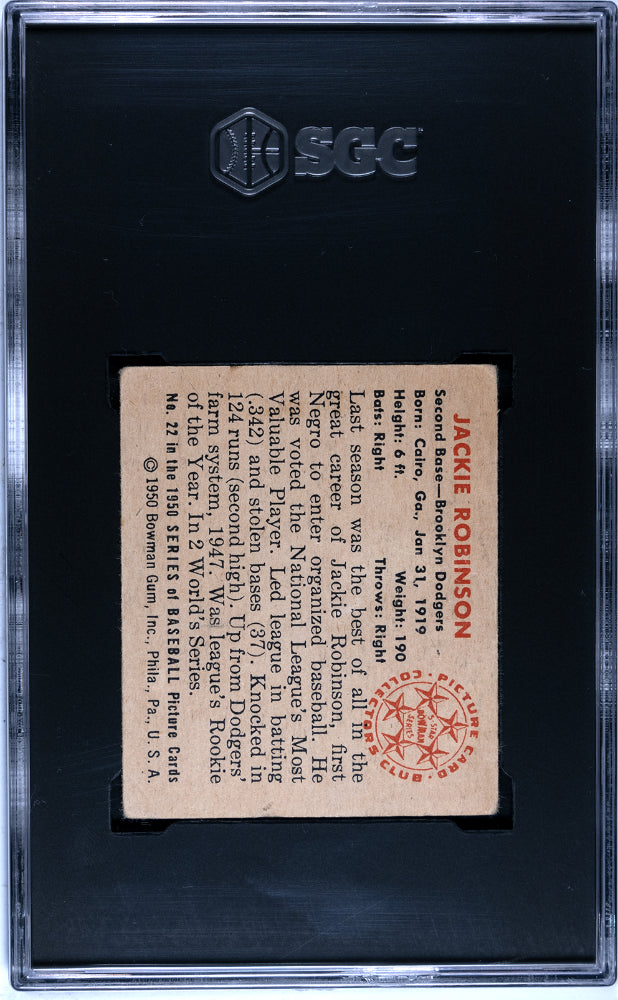 SGC
JACKIE ROBINSON
Second Base—Brooklyn Dodgers
Born: Cairo, Ga., Jan 31, 1919
Height: 6 ft. Weight: 190
Bats: Right Throws: Right
Last season was the best of all in the
great career of Jackie Robinson, first
Negro to enter organized baseball. He
was voted the National League's Most
Valuable Player. Led league in batting
(.342) and stolen bases (37). Knocked in
124 runs (second high). Up from Dodgers'
farm system, 1947. Was league's Rookie
of the Year. In 2 World's Series.
No. 22 in the 1950 SERIES of BASEBALL Picture Cards
© 1950 Bowman Gum, Inc., Phila., Pa., U. S. A.
PICTURE CARD
COLLECTORS CLUB
5-STAR
BOWMAN
SERIES